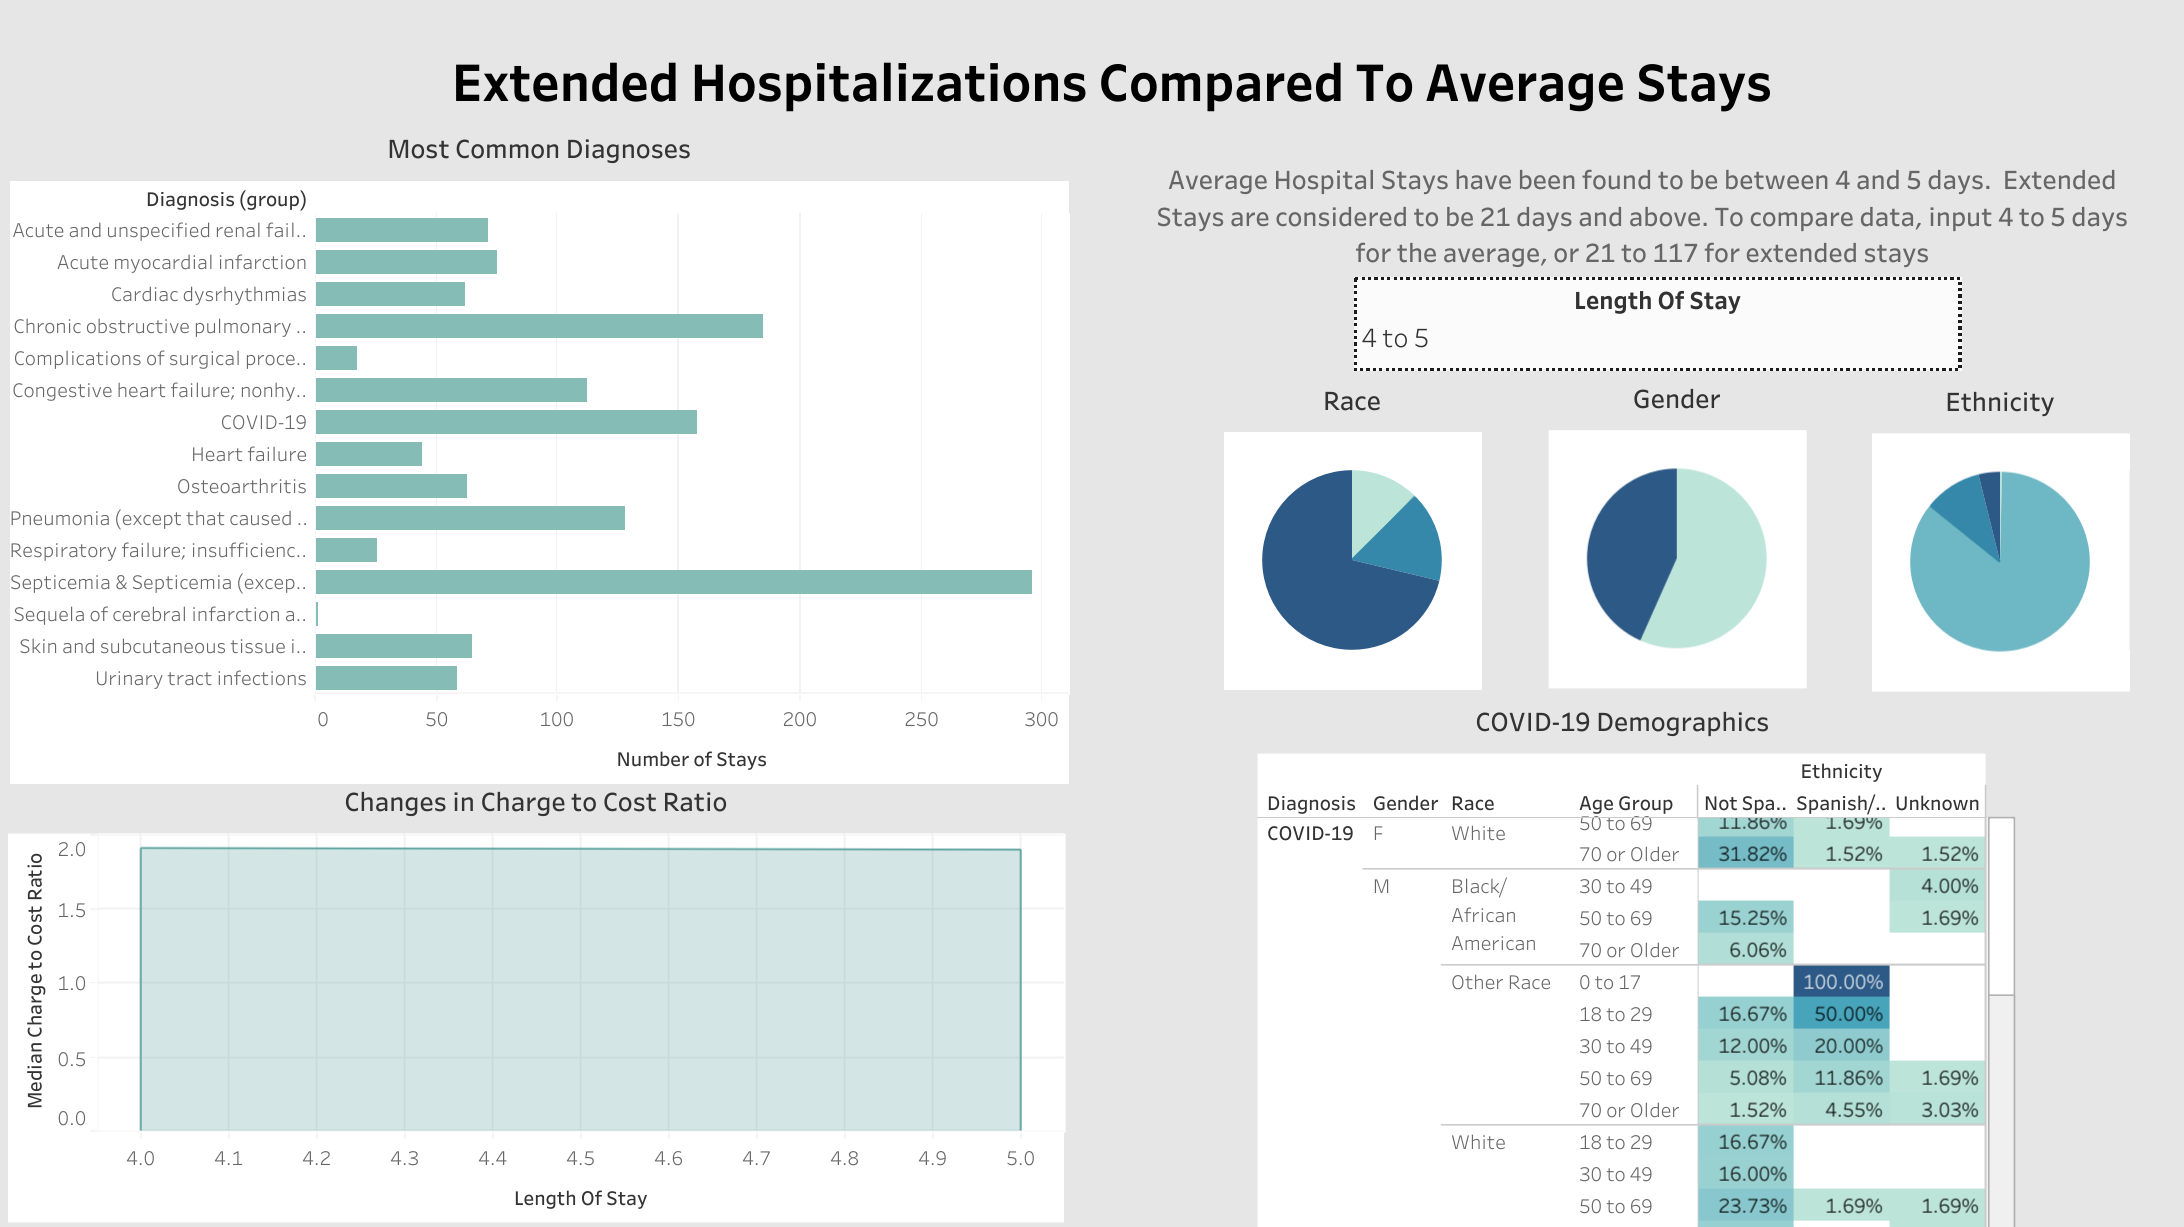 Extended Hospitalizations Compared To Average Stays
Most Common Diagnoses
Diagnosis (group)
Acute and unspecified renal fail..
Acute myocardial infarction
Cardiac dysrhythmias
Chronic obstructive pulmonary ..
Complications of surgical proce..
Congestive heart failure; nonhy..
COVID-19
Heart failure
Osteoarthritis
Pneumonia (except that caused ..
Respiratory failure; insufficienc..
Septicemia & Septicemia (excep..
Sequela of cerebral infarction a..
Skin and subcutaneous tissue i..
Urinary tract infections
0 50 100 150 200 250 300
Number of Stays
Changes in Charge to Cost Ratio
Median Charge to Cost Ratio
2.0
1.5
1.0
0.5
0.0
4.0 4.1 4.2 4.3 4.4 4.5 4.6 4.7 4.8 4.9 5.0
Length Of Stay
Average Hospital Stays have been found to be between 4 and 5 days.  Extended
Stays are considered to be 21 days and above. To compare data, input 4 to 5 days
for the average, or 21 to 117 for extended stays
Length Of Stay
4 to 5
Race
Gender
Ethnicity
COVID-19 Demographics
Ethnicity
Diagnosis Gender Race Age Group Not Spa.. Spanish/.. Unknown
50 to 69 11.86% 1.69%
COVID-19 F White
70 or Older 31.82% 1.52% 1.52%
M Black/ 30 to 49 4.00%
African 50 to 69 15.25% 1.69%
American 70 or Older 6.06%
Other Race 0 to 17 100.00%
18 to 29 16.67% 50.00%
30 to 49 12.00% 20.00%
50 to 69 5.08% 11.86% 1.69%
70 or Older 1.52% 4.55% 3.03%
White 18 to 29 16.67%
30 to 49 16.00%
50 to 69 23.73% 1.69% 1.69%